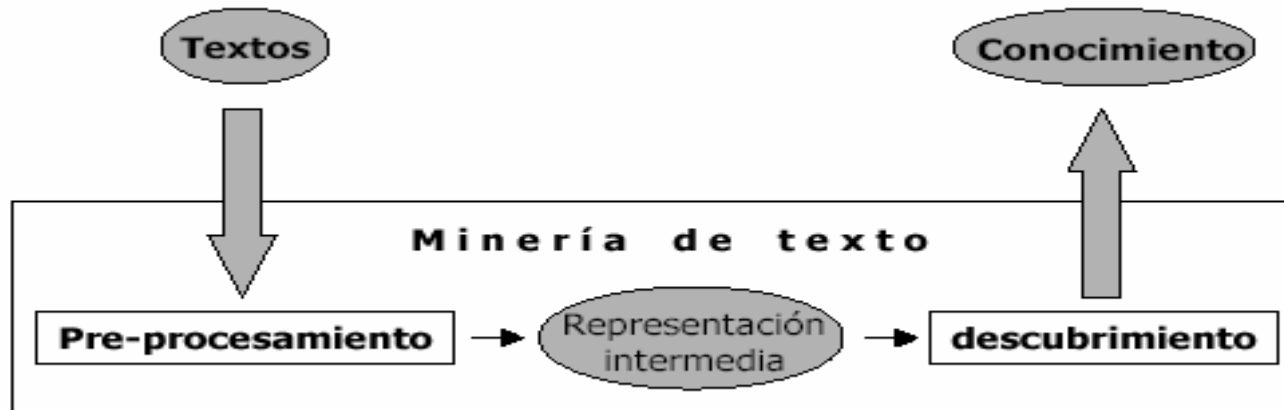 Textos
Conocimiento
Minería de texto
Pre-procesamiento
Representación
intermedia
descubrimiento